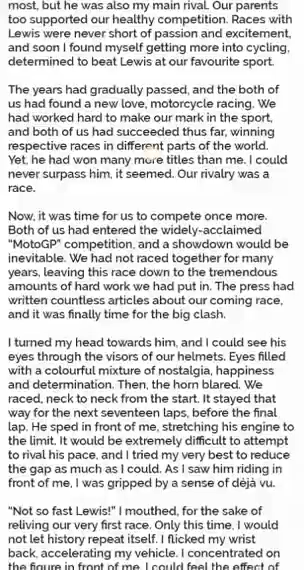 most, but he was also my main rival. Our parents
too supported our healthy competition. Races with
Lewis were never short of passion and excitement,
and soon I found myself getting more into cycling,
determined to beat Lewis at our favourite sport.
The years had gradually passed, and the both of
us had found a new love, motorcycle racing. We
had worked hard to make our mark in the sport,
and both of us had succeeded thus far, winning
respective races in different parts of the world.
Yet, he had won many more titles than me. I could
never surpass him, it seemed. Our rivalry was a
race.
Now, it was time for us to compete once more.
Both of us had entered the widely-acclaimed
"MotoGP" competition, and a showdown would be
inevitable. We had not raced together for many
years, leaving this race down to the tremendous
amounts of hard work we had put in. The press had
written countless articles about our coming race,
and it was finally time for the big clash.
I turned my head towards him, and I could see his
eyes through the visors of our helmets. Eyes filled
with a colourful mixture of nostalgia, happiness
and determination. Then, the horn blared. We
raced, neck to neck from the start. It stayed that
way for the next seventeen laps, before the final
lap. He sped in front of me, stretching his engine to
the limit. It would be extremely difficult to attempt
to rival his pace, and I tried my very best to reduce
the gap as much as I could. As I saw him riding in
front of me, I was gripped by a sense of déjà vu.
"Not so fast Lewis!" I mouthed, for the sake of
reliving our very first race. Only this time, I would
not let history repeat itself. I flicked my wrist
back, accelerating my vehicle. I concentrated on
the figure in front of me. I could feel the effect of